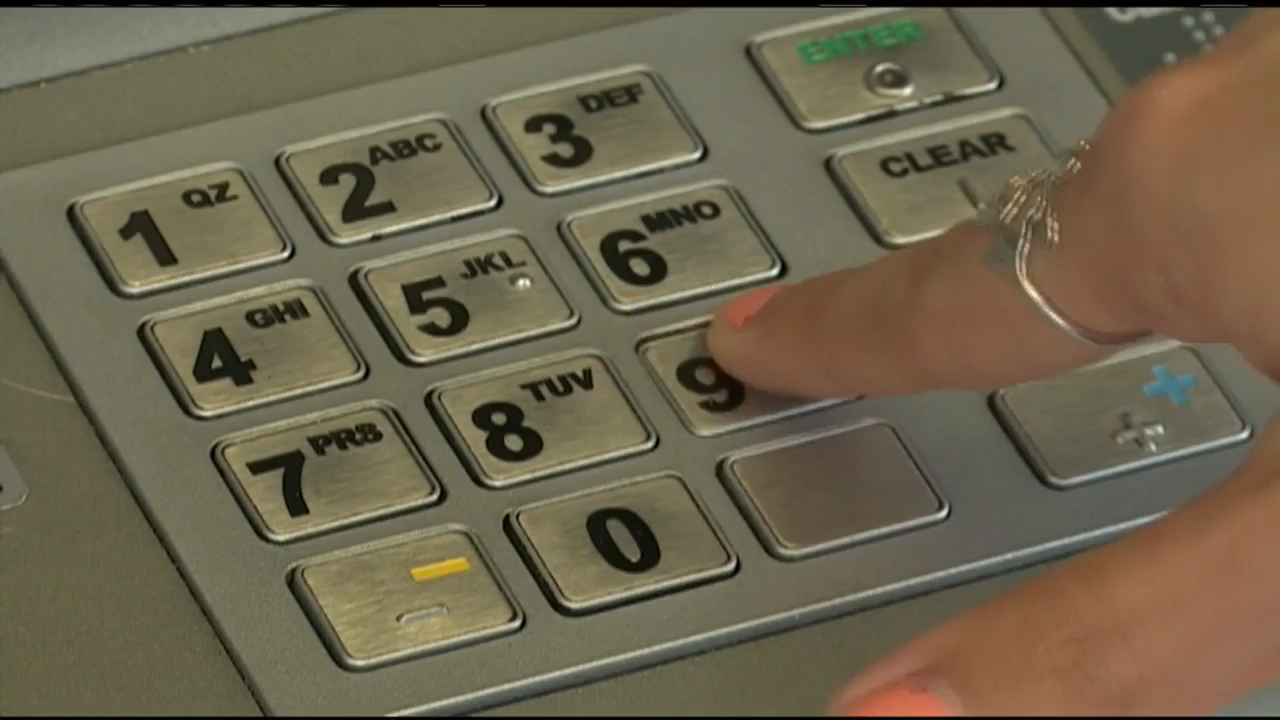 1 QZ
2 ABC
3 DEF
ENTER
4 GHI
5 JKL
6 MNO
CLEAR
7 PRS
8 TUV
9
-
0
+